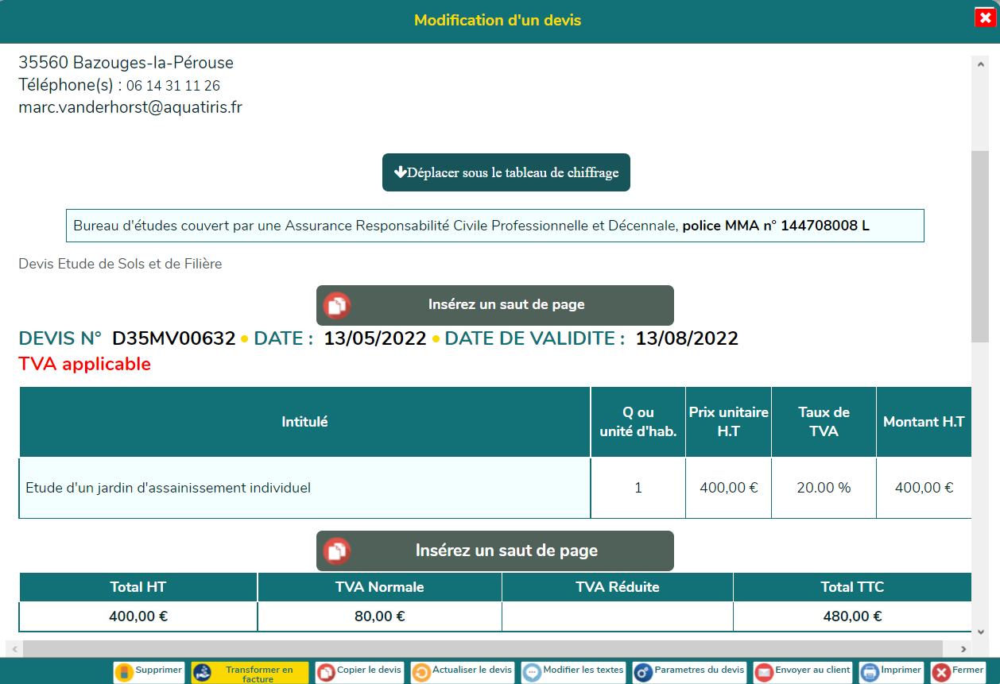 Modification d'un devis
35560 Bazouges-la-Pérouse
Téléphone(s) : 06 14 31 11 26
marc.vanderhorst@aquatiris.fr
Déplacer sous le tableau de chiffrage
Bureau d'études couvert par une Assurance Responsabilité Civile Professionnelle et Décennale, police MMA n° 144708008 L
Devis Etude de Sols et de Filière
Insérez un saut de page
DEVIS N° D35MV00632 • DATE : 13/05/2022 • DATE DE VALIDITE : 13/08/2022
TVA applicable
Intitulé
Q ou
unité d'hab.
Prix unitaire
H.T
Taux de
TVA
Montant H.T
Etude d'un jardin d'assainissement individuel 1 400,00 € 20.00 % 400,00 €
Insérez un saut de page
Total HT TVA Normale TVA Réduite Total TTC
400,00 € 80,00 € 480,00 €
Supprimer
Transformer en
facture
Copier le devis
Actualiser le devis
Modifier les textes
Parametres du devis
Envoyer au client
Imprimer
Fermer